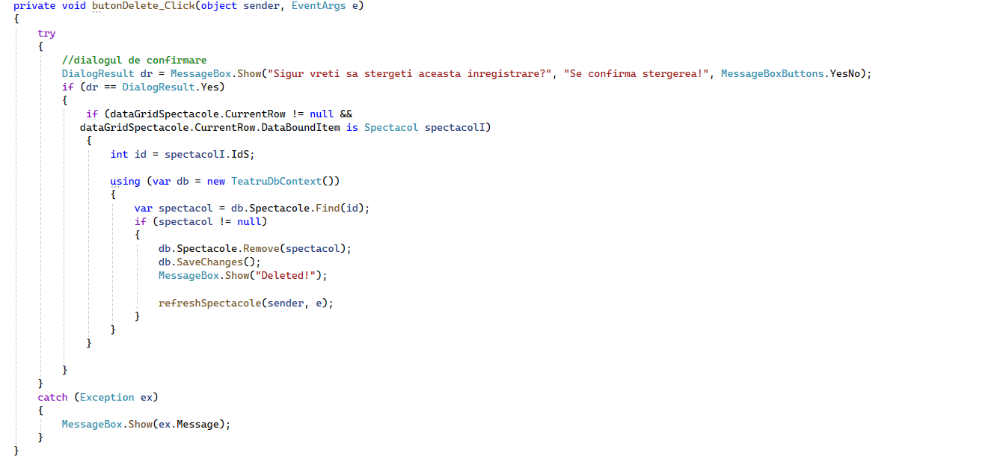 private void butonDelete_Click(object sender, EventArgs e)
{
    try
    {
        //dialogul de confirmare
        DialogResult dr = MessageBox.Show("Sigur vreti sa stergeti aceasta inregistrare?", "Se confirma stergerea!", MessageBoxButtons.YesNo);
        if (dr == DialogResult.Yes)
        {
            if (dataGridSpectacole.CurrentRow != null &&
           dataGridSpectacole.CurrentRow.DataBoundItem is Spectacol spectacolI)
            {
                int id = spectacolI.IdS;

                using (var db = new TeatruDbContext())
                {
                    var spectacol = db.Spectacole.Find(id);
                    if (spectacol != null)
                    {
                        db.Spectacole.Remove(spectacol);
                        db.SaveChanges();
                        MessageBox.Show("Deleted!");

                        refreshSpectacole(sender, e);
                    }
                }
            }

        }
    }
    catch (Exception ex)
    {
        MessageBox.Show(ex.Message);
    }
}